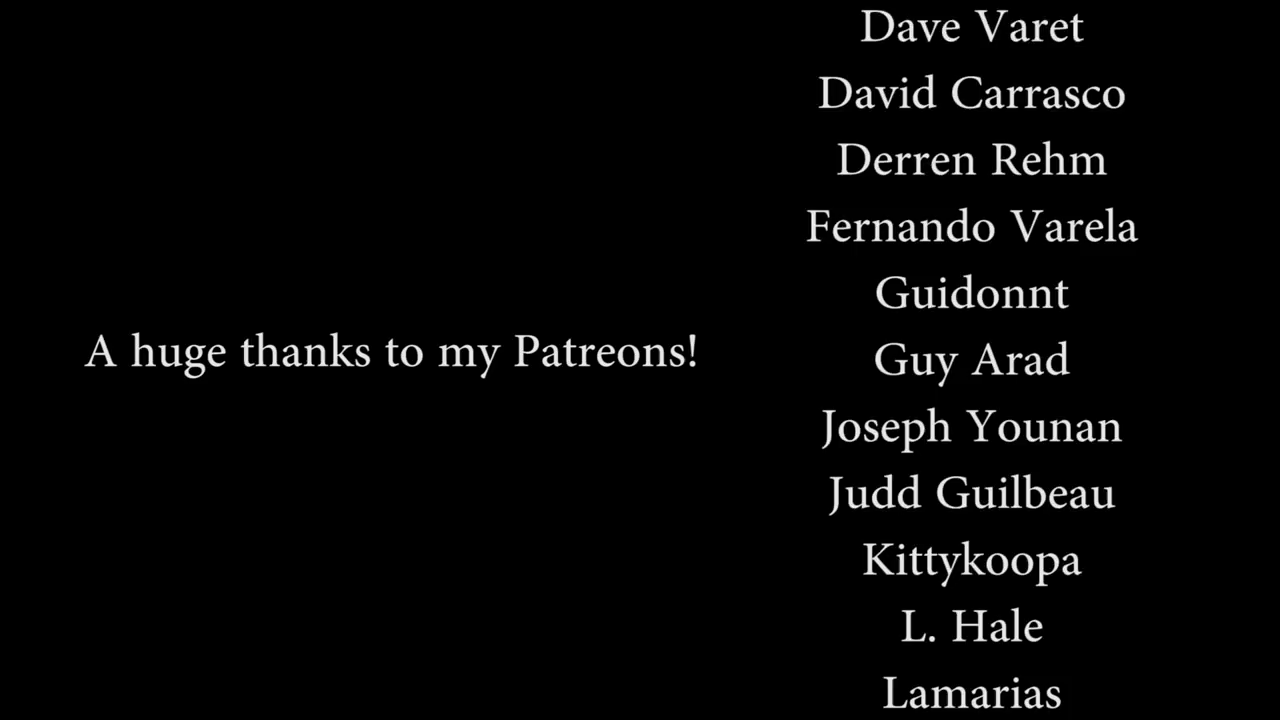 A huge thanks to my Patreons!
Dave Varet
David Carrasco
Derren Rehm
Fernando Varela
Guidonnt
Guy Arad
Joseph Younan
Judd Guilbeau
Kittykoopa
L. Hale
Lamarias